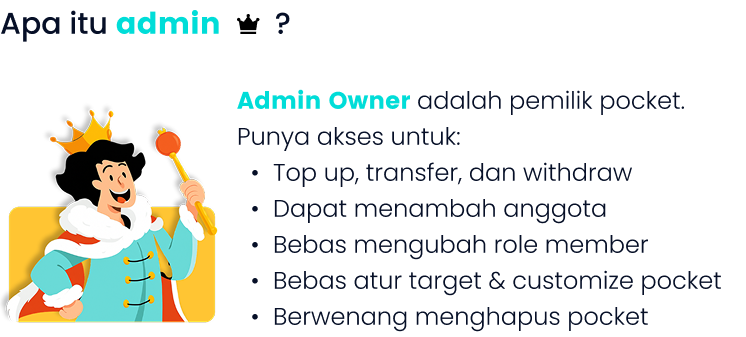 Apa itu admin ?
Admin Owner adalah pemilik pocket.
Punya akses untuk:
• Top up, transfer, dan withdraw
• Dapat menambah anggota
• Bebas mengubah role member
• Bebas atur target & customize pocket
• Berwenang menghapus pocket